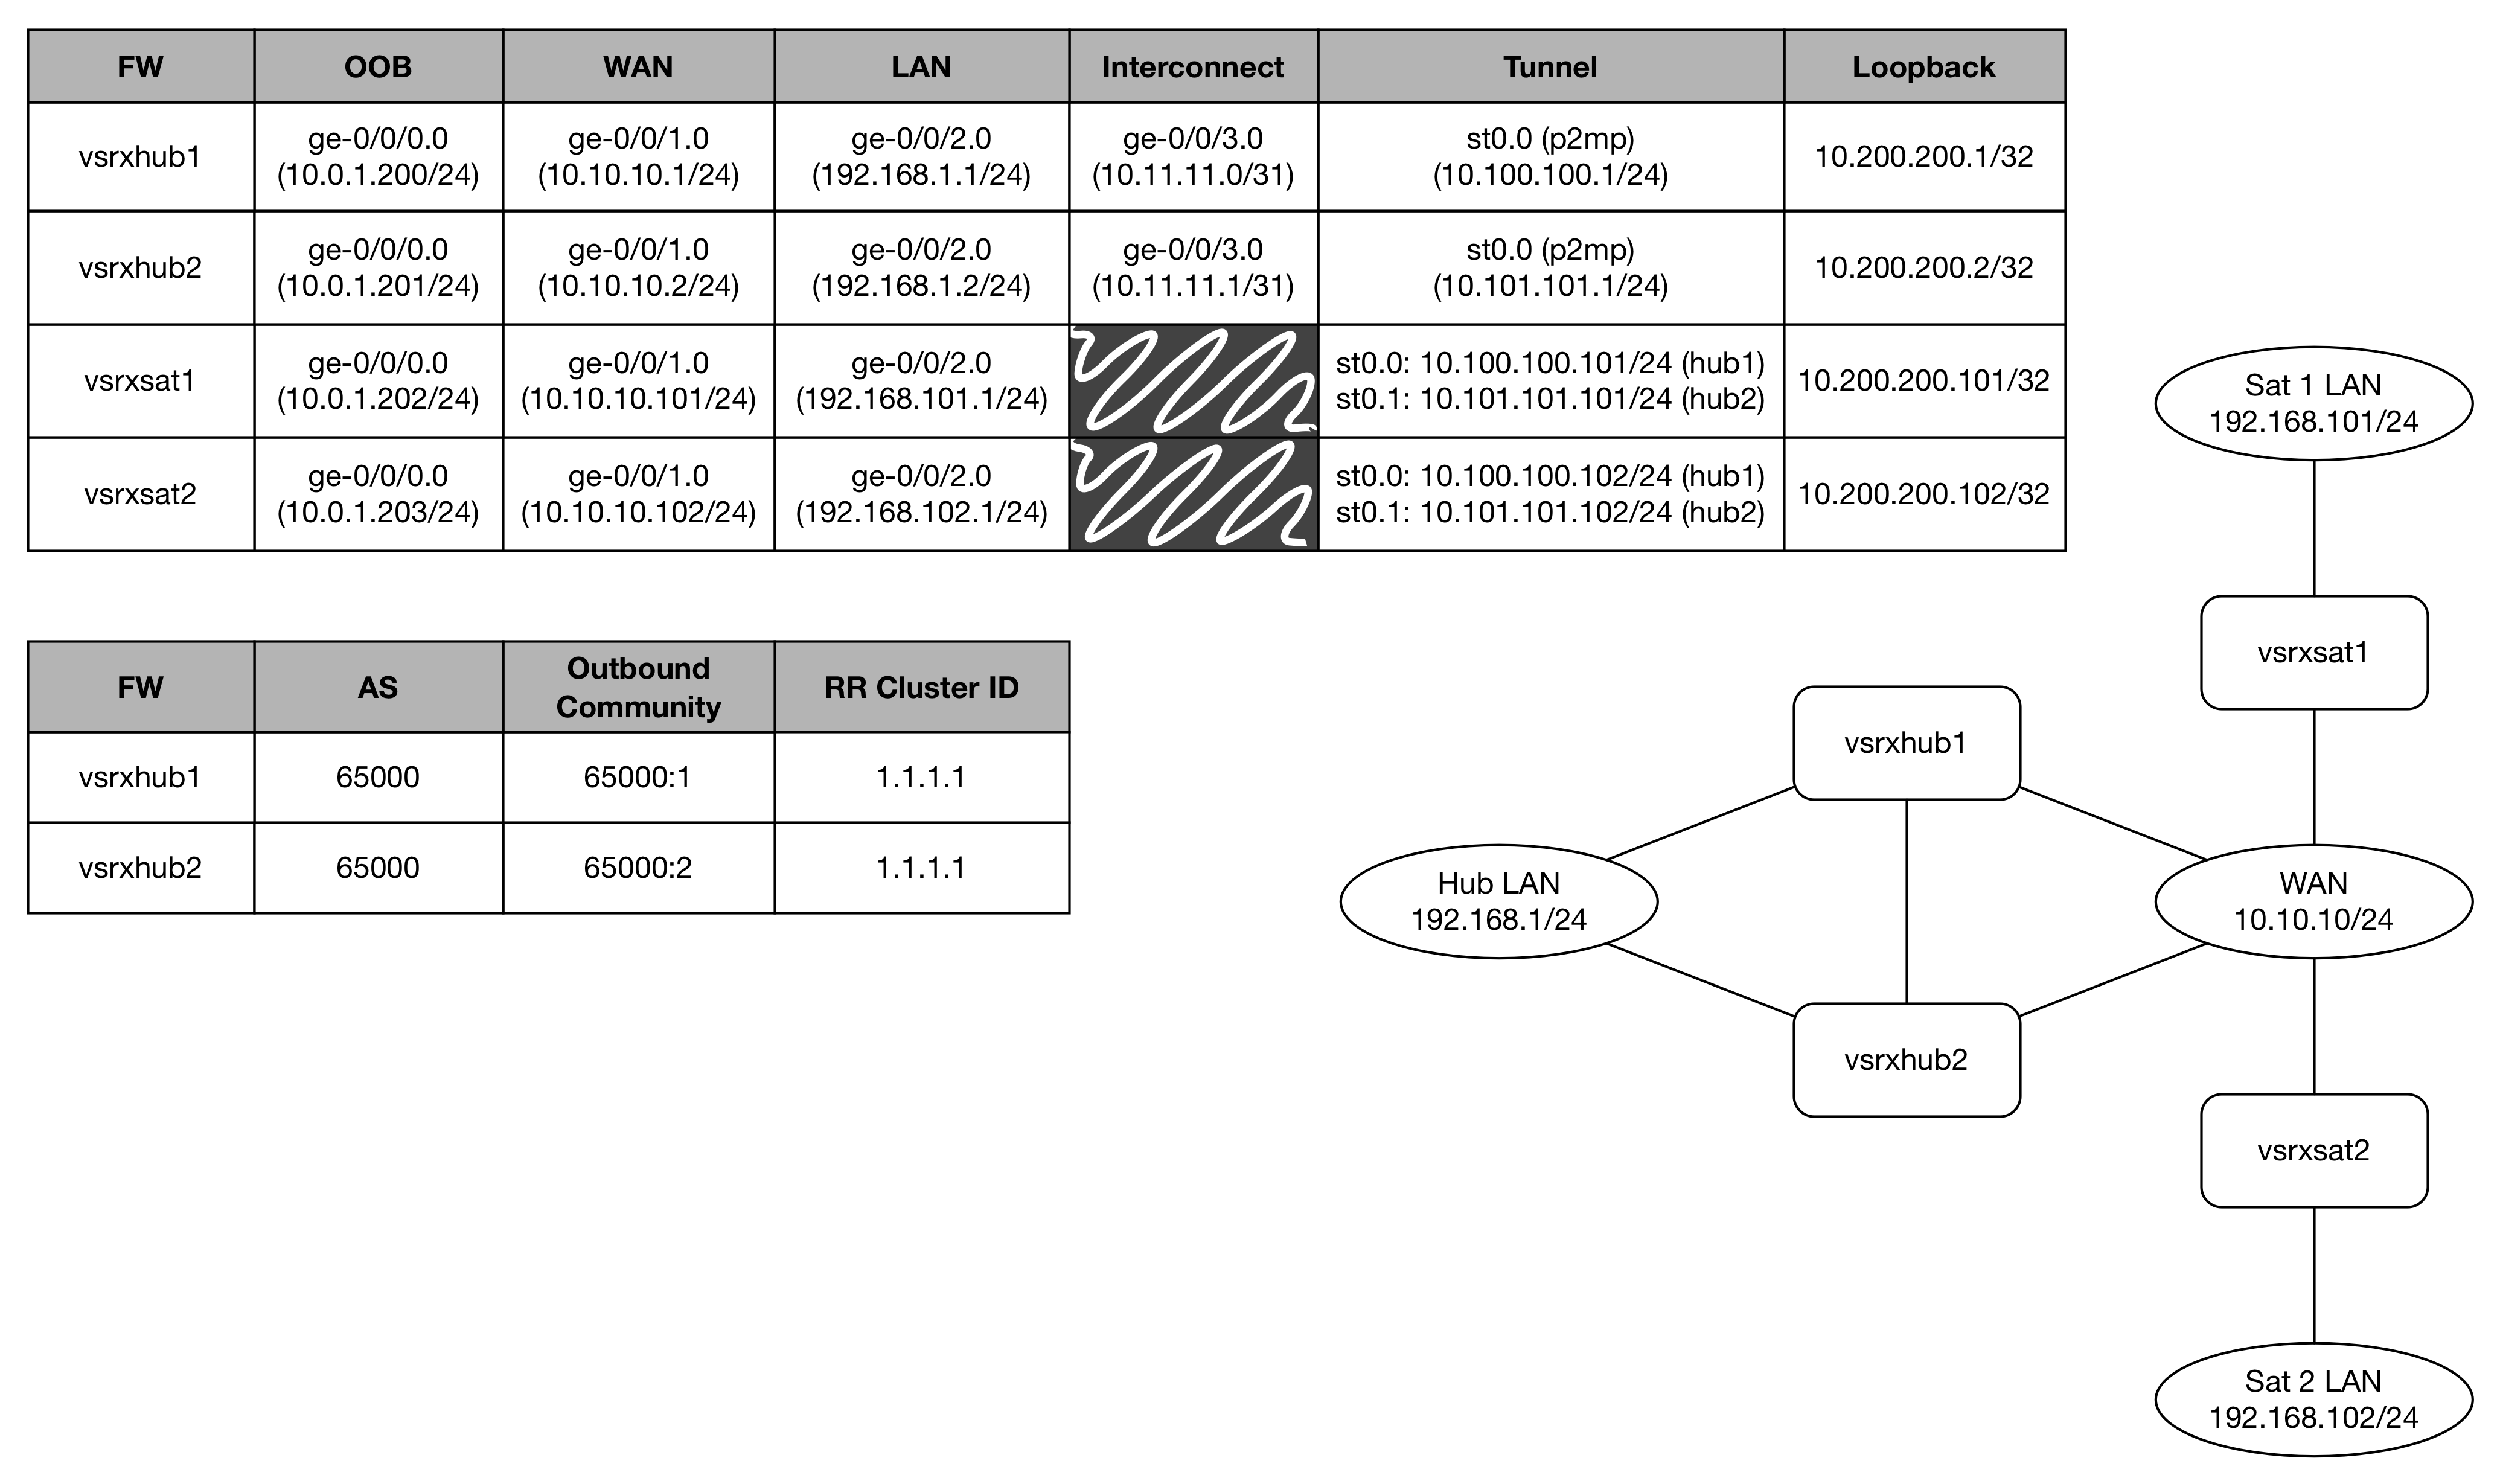 FW OOB WAN LAN Interconnect Tunnel Loopback
vsrxhub1
ge-0/0/0.0
(10.0.1.200/24)
ge-0/0/1.0
(10.10.10.1/24)
ge-0/0/2.0
(192.168.1.1/24)
ge-0/0/3.0
(10.11.11.0/31)
st0.0 (p2mp)
(10.100.100.1/24)
10.200.200.1/32
vsrxhub2
ge-0/0/0.0
(10.0.1.201/24)
ge-0/0/1.0
(10.10.10.2/24)
ge-0/0/2.0
(192.168.1.2/24)
ge-0/0/3.0
(10.11.11.1/31)
st0.0 (p2mp)
(10.101.101.1/24)
10.200.200.2/32
vsrxsat1
ge-0/0/0.0
(10.0.1.202/24)
ge-0/0/1.0
(10.10.10.101/24)
ge-0/0/2.0
(192.168.101.1/24)
st0.0: 10.100.100.101/24 (hub1)
st0.1: 10.101.101.101/24 (hub2)
10.200.200.101/32
vsrxsat2
ge-0/0/0.0
(10.0.1.203/24)
ge-0/0/1.0
(10.10.10.102/24)
ge-0/0/2.0
(192.168.102.1/24)
st0.0: 10.100.100.102/24 (hub1)
st0.1: 10.101.101.102/24 (hub2)
10.200.200.102/32
FW
AS
Outbound
Community
RR Cluster ID
vsrxhub1 65000 65000:1 1.1.1.1
vsrxhub2 65000 65000:2 1.1.1.1
Sat 1 LAN
192.168.101/24
vsrxsat1
vsrxhub1
Hub LAN
192.168.1/24
WAN
10.10.10/24
vsrxhub2
vsrxsat2
Sat 2 LAN
192.168.102/24